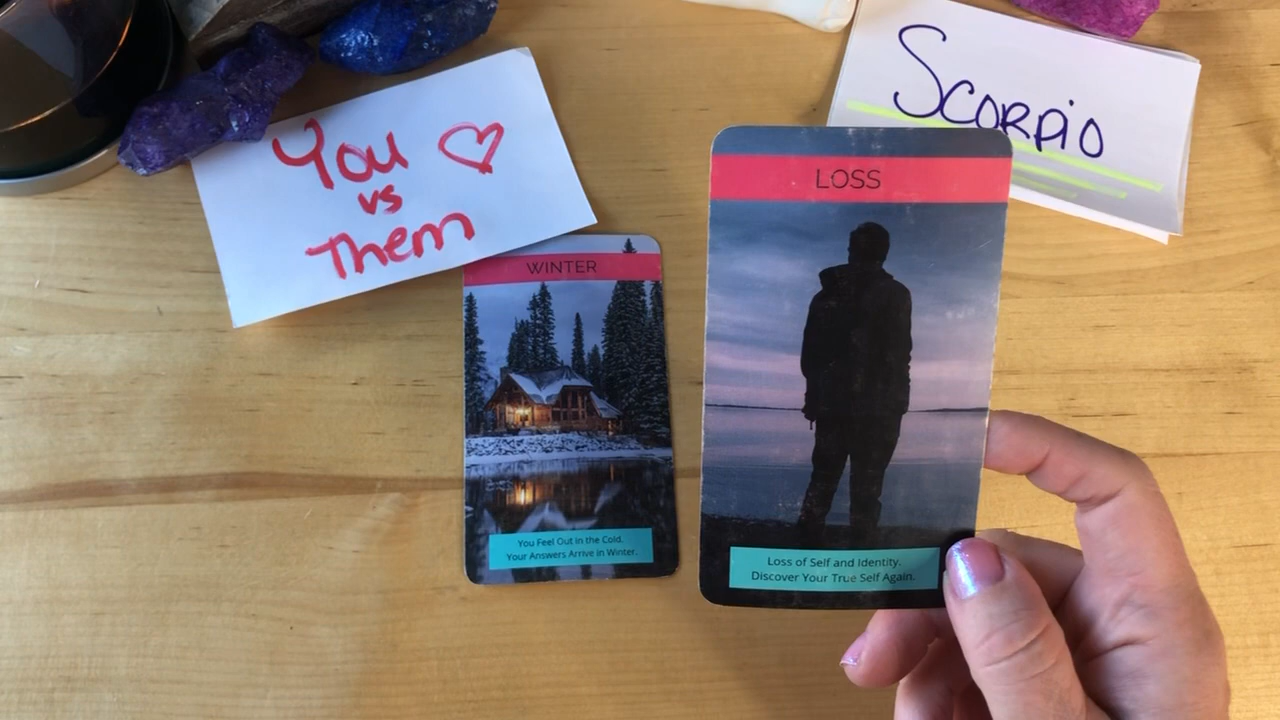 You
vs
Them
Scorpio
WINTER
You Feel Out in the Cold.
Your Answers Arrive in Winter.
LOSS
Loss of Self and Identity.
Discover Your True Self Again.